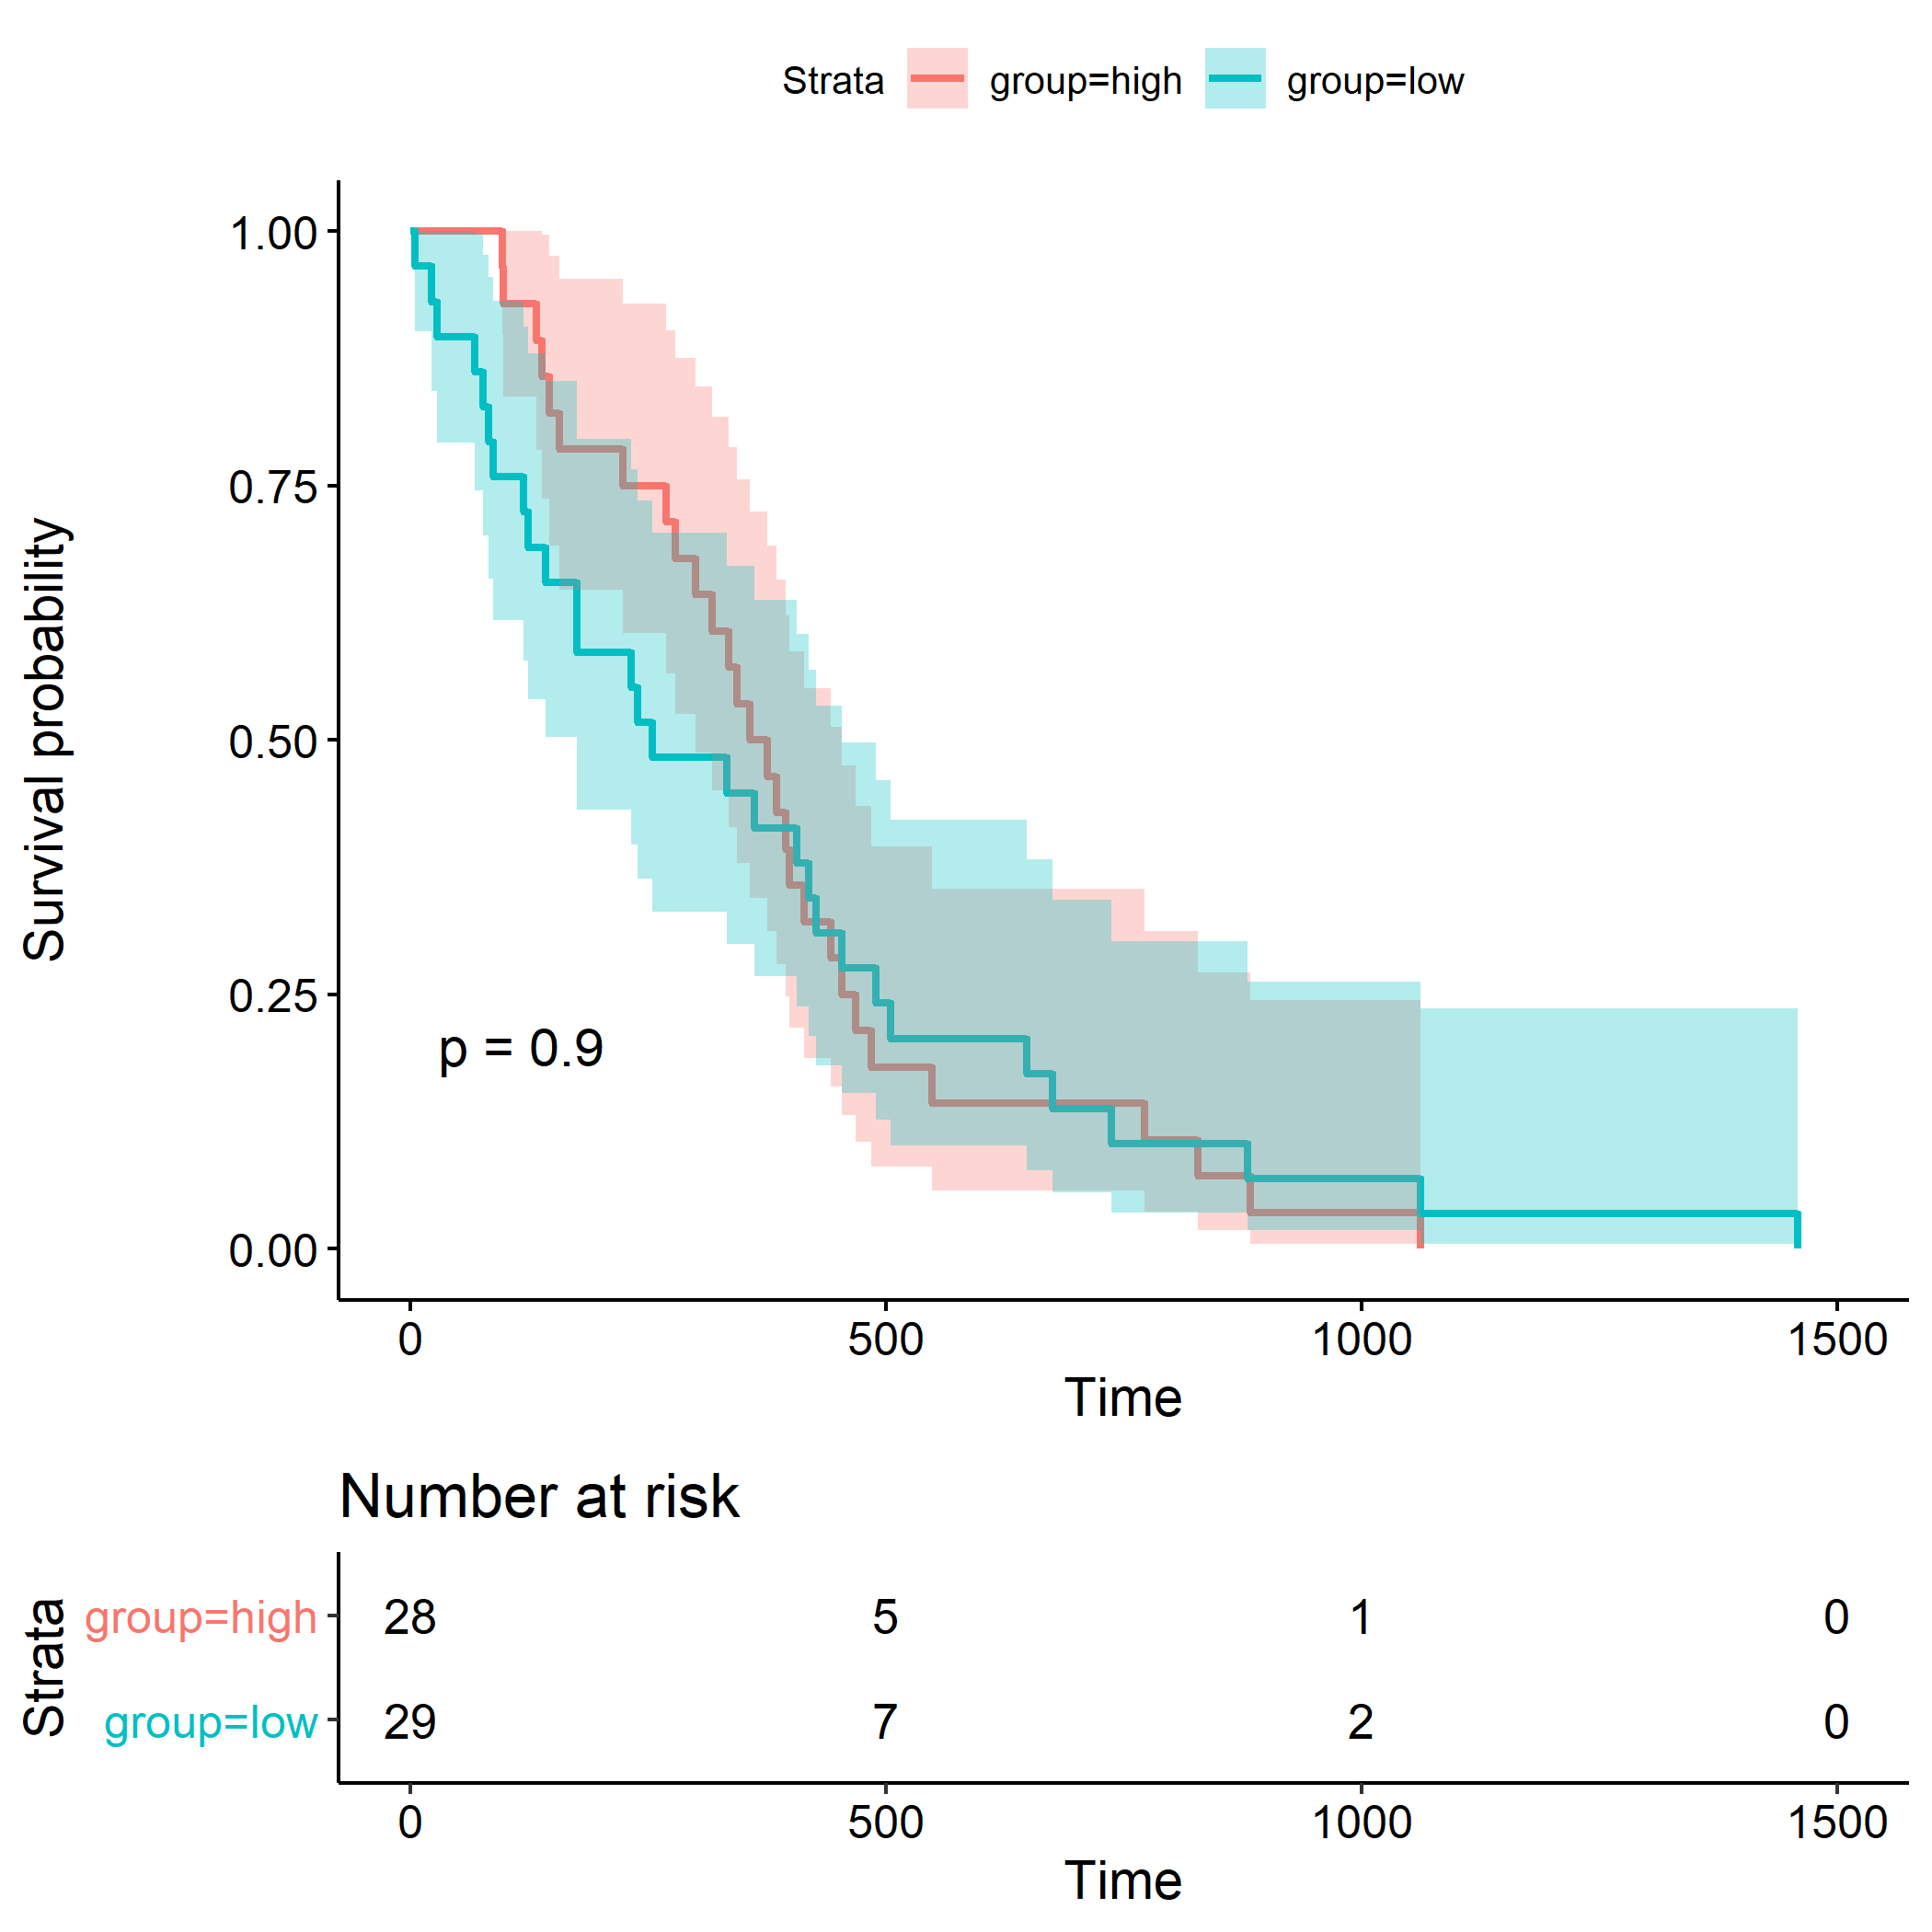 Strata group=high group=low
1.00
0.75
0.50
0.25
0.00
Survival probability
p = 0.9
0 500 1000 1500
Time
Number at risk
Strata
group=high 28 5 1 0
group=low 29 7 2 0
0 500 1000 1500
Time